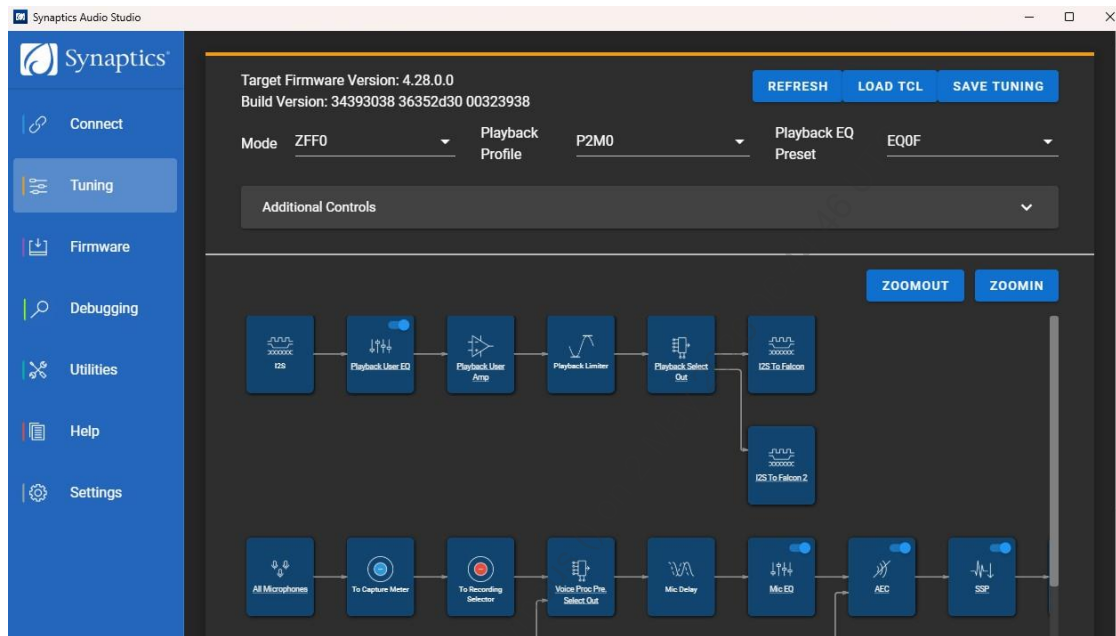 Synaptics Audio Studio
Synaptics®
Connect
Tuning
Firmware
Debugging
Utilities
Help
Settings
Target Firmware Version: 4.28.0.0
Build Version: 34393038 36352d30 00323938
REFRESH
LOAD TCL
SAVE TUNING
Mode
ZFF0
Playback
Profile
P2M0
Playback EQ
Preset
EQ0F
Additional Controls
ZOOMOUT
ZOOMIN
XXXXXX
I2S
Playback User EQ
Playback User
Amp
Playback Limiter
Playback Select
Out
XXXXXX
I2S To Falcon
XXXXXX
I2S To Falcon 2
All Microphones
To Capture Meter
To Recording
Selector
Voice Proc Pre.
Select Out
Mic Delay
Mic EQ
AEC
SSP